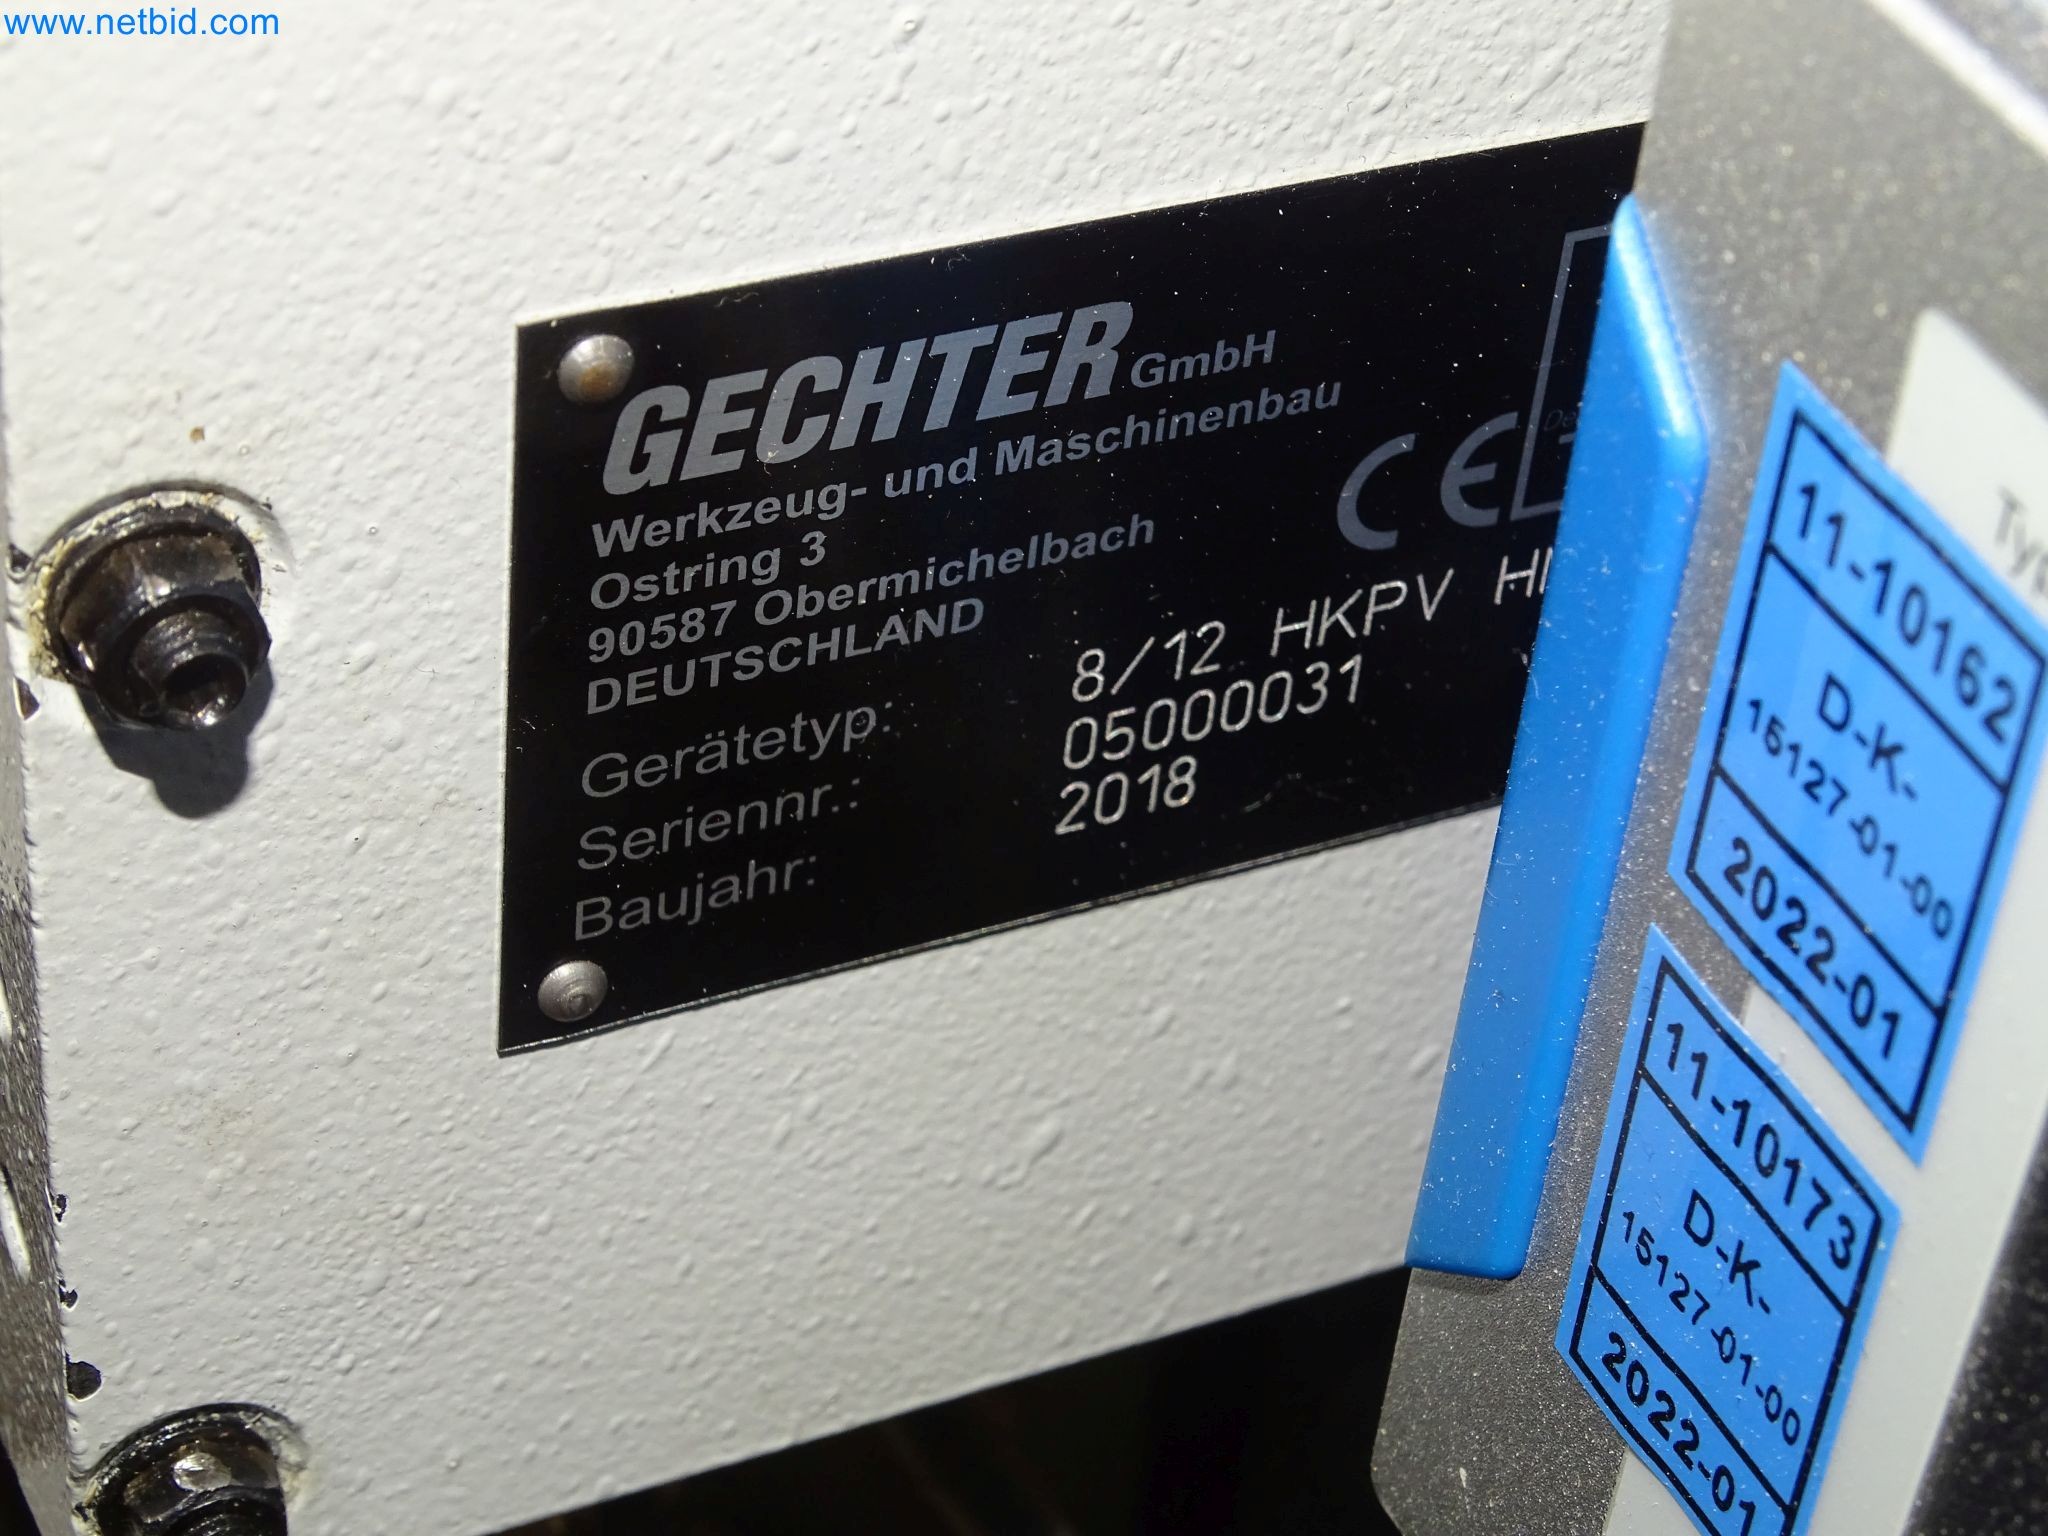 www.netbid.com
GECHTER GmbH
Werkzeug- und Maschinenbau
Ostring 3
90587 Obermichelbach
DEUTSCHLAND
CE
Gerätetyp: 8/12 HKPV
Seriennr.: 05000031
Baujahr: 2018
11-10162
D-K-
15127-01-00
2022-01
11-10173
D-K-
15127-01-00
2022-01